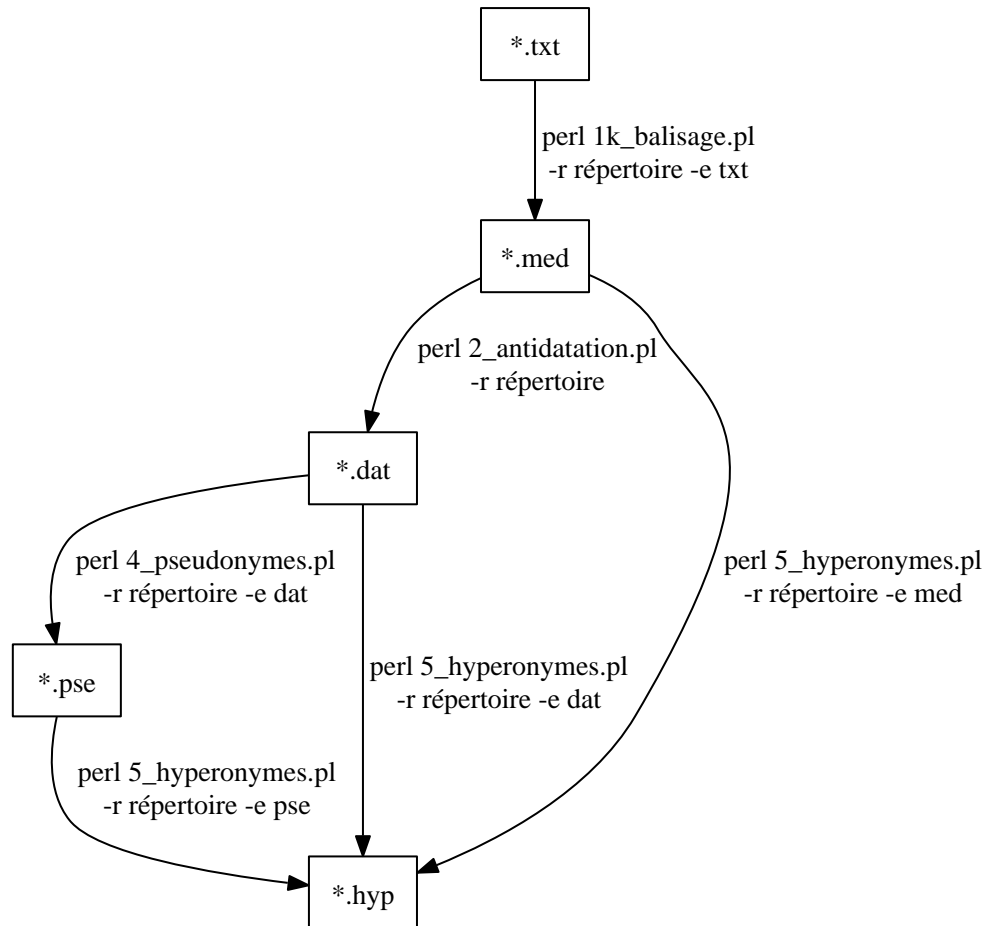 *.txt
perl 1k_balisage.pl
-r répertoire -e txt
*.med
perl 2_antidatation.pl
-r répertoire
*.dat
perl 4_pseudonymes.pl
-r répertoire -e dat
perl 5_hyperonymes.pl
-r répertoire -e med
*.pse
perl 5_hyperonymes.pl
-r répertoire -e dat
perl 5_hyperonymes.pl
-r répertoire -e pse
*.hyp